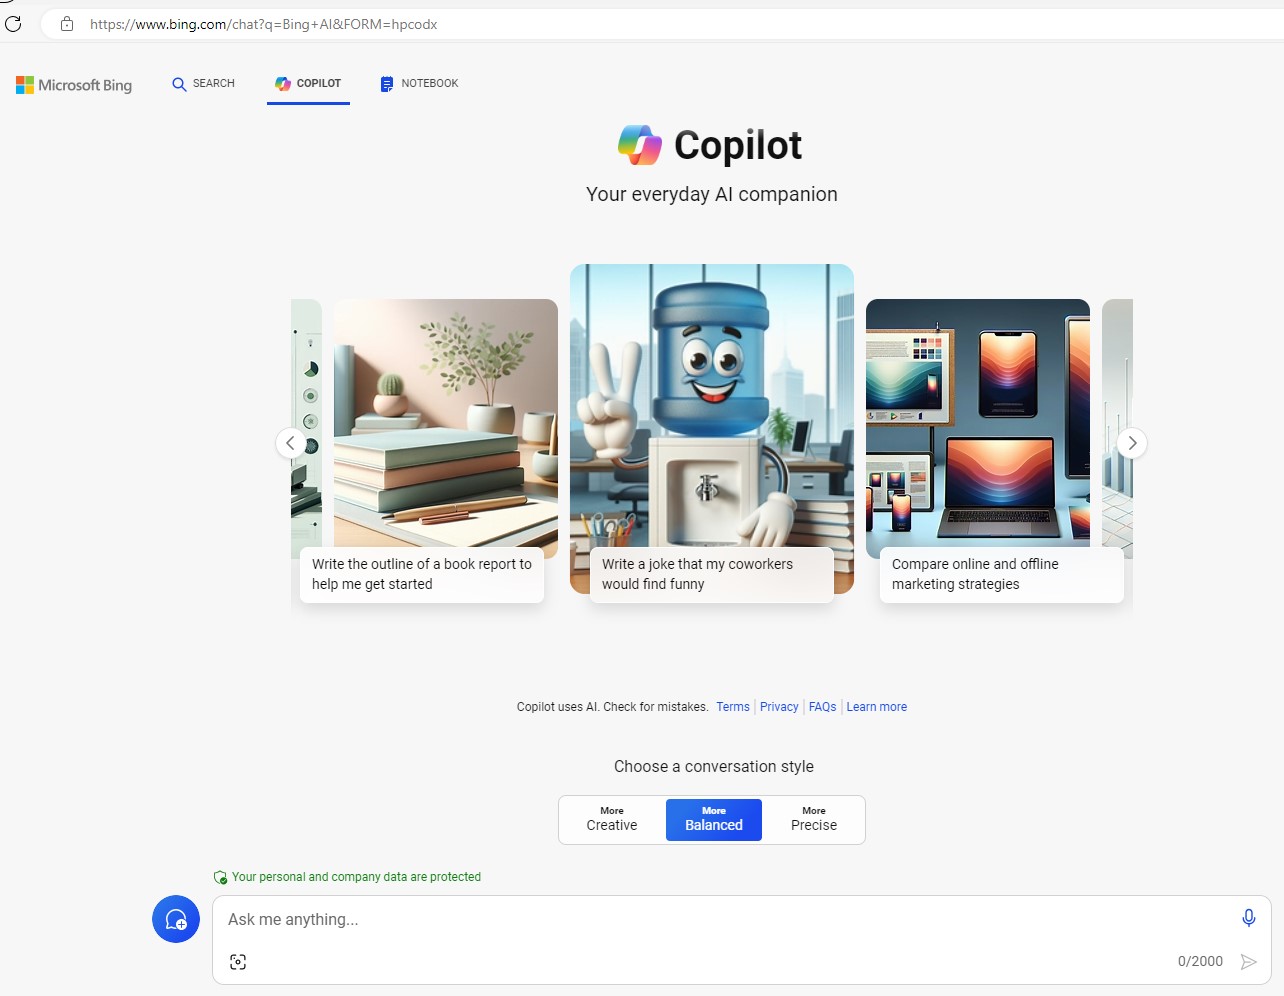 https://www.bing.com/chat?q=Bing+AI&FORM=hpcodx
Microsoft Bing
SEARCH
COPILOT
NOTEBOOK
Copilot
Your everyday AI companion
Write the outline of a book report to
help me get started
Write a joke that my coworkers
would find funny
Compare online and offline
marketing strategies
Copilot uses AI. Check for mistakes. Terms Privacy FAQs Learn more
Choose a conversation style
More
Creative
More
Balanced
More
Precise
Your personal and company data are protected
Ask me anything...
0/2000